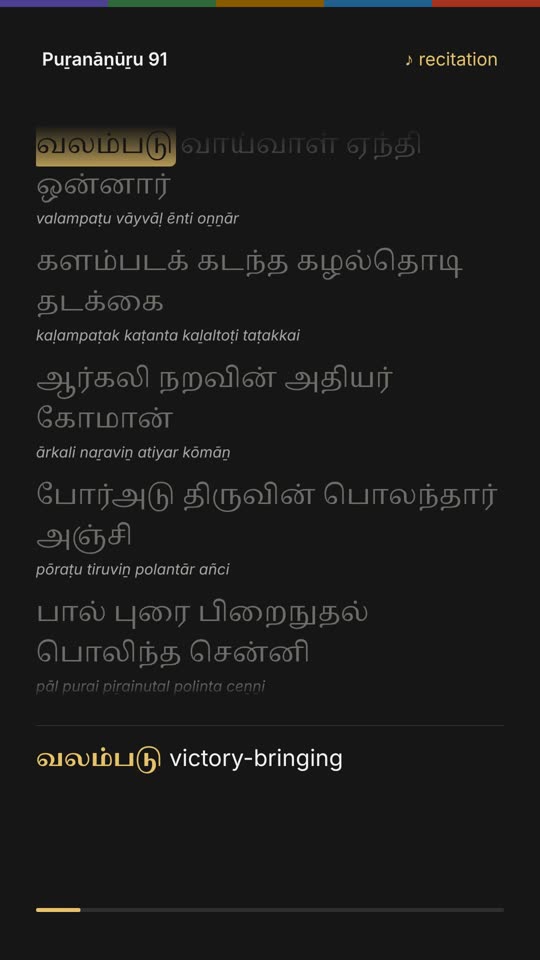 Puṟanāṉūṟu 91
♪ recitation
வலம்படு வாய்வாள் ஏந்தி
ஒன்னார்
valampaṭu vāyvāḷ ēnti oṉṉār
களம்படக் கடந்த கழல்தொடி
தடக்கை
kaḷampaṭak kaṭanta kaḻaltoṭi taṭakkai
ஆர்கலி நறவின் அதியர்
கோமான்
ārkali naṟaviṉ atiyar kōmāṉ
போர்அடு திருவின் பொலந்தார்
அஞ்சி
pōraṭu tiruviṉ polantār añci
பால் புரை பிறைநுதல்
பொலிந்த சென்னி
pāl purai piṟainutal polinta ceṉṉi
வலம்படு victory-bringing